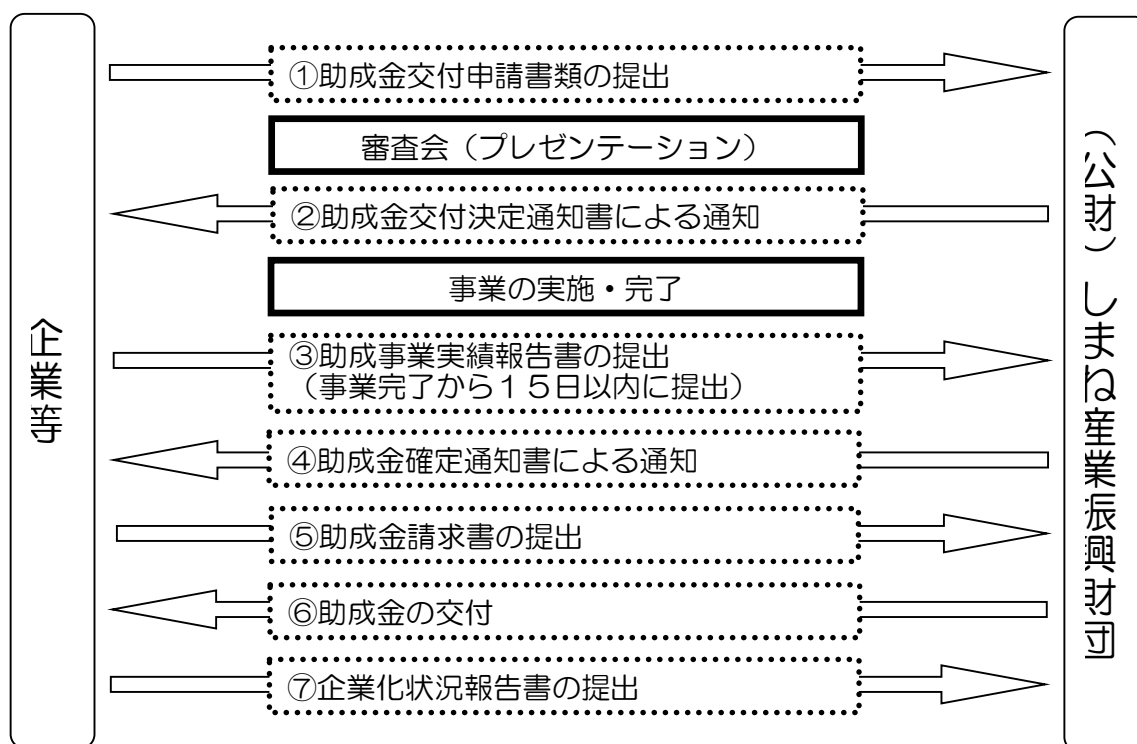 企業等
①助成金交付申請書類の提出
審査会（プレゼンテーション）
②助成金交付決定通知書による通知
事業の実施・完了
③助成事業実績報告書の提出
（事業完了から１５日以内に提出）
④助成金確定通知書による通知
⑤助成金請求書の提出
⑥助成金の交付
⑦企業化状況報告書の提出
（公財）しまね産業振興財団